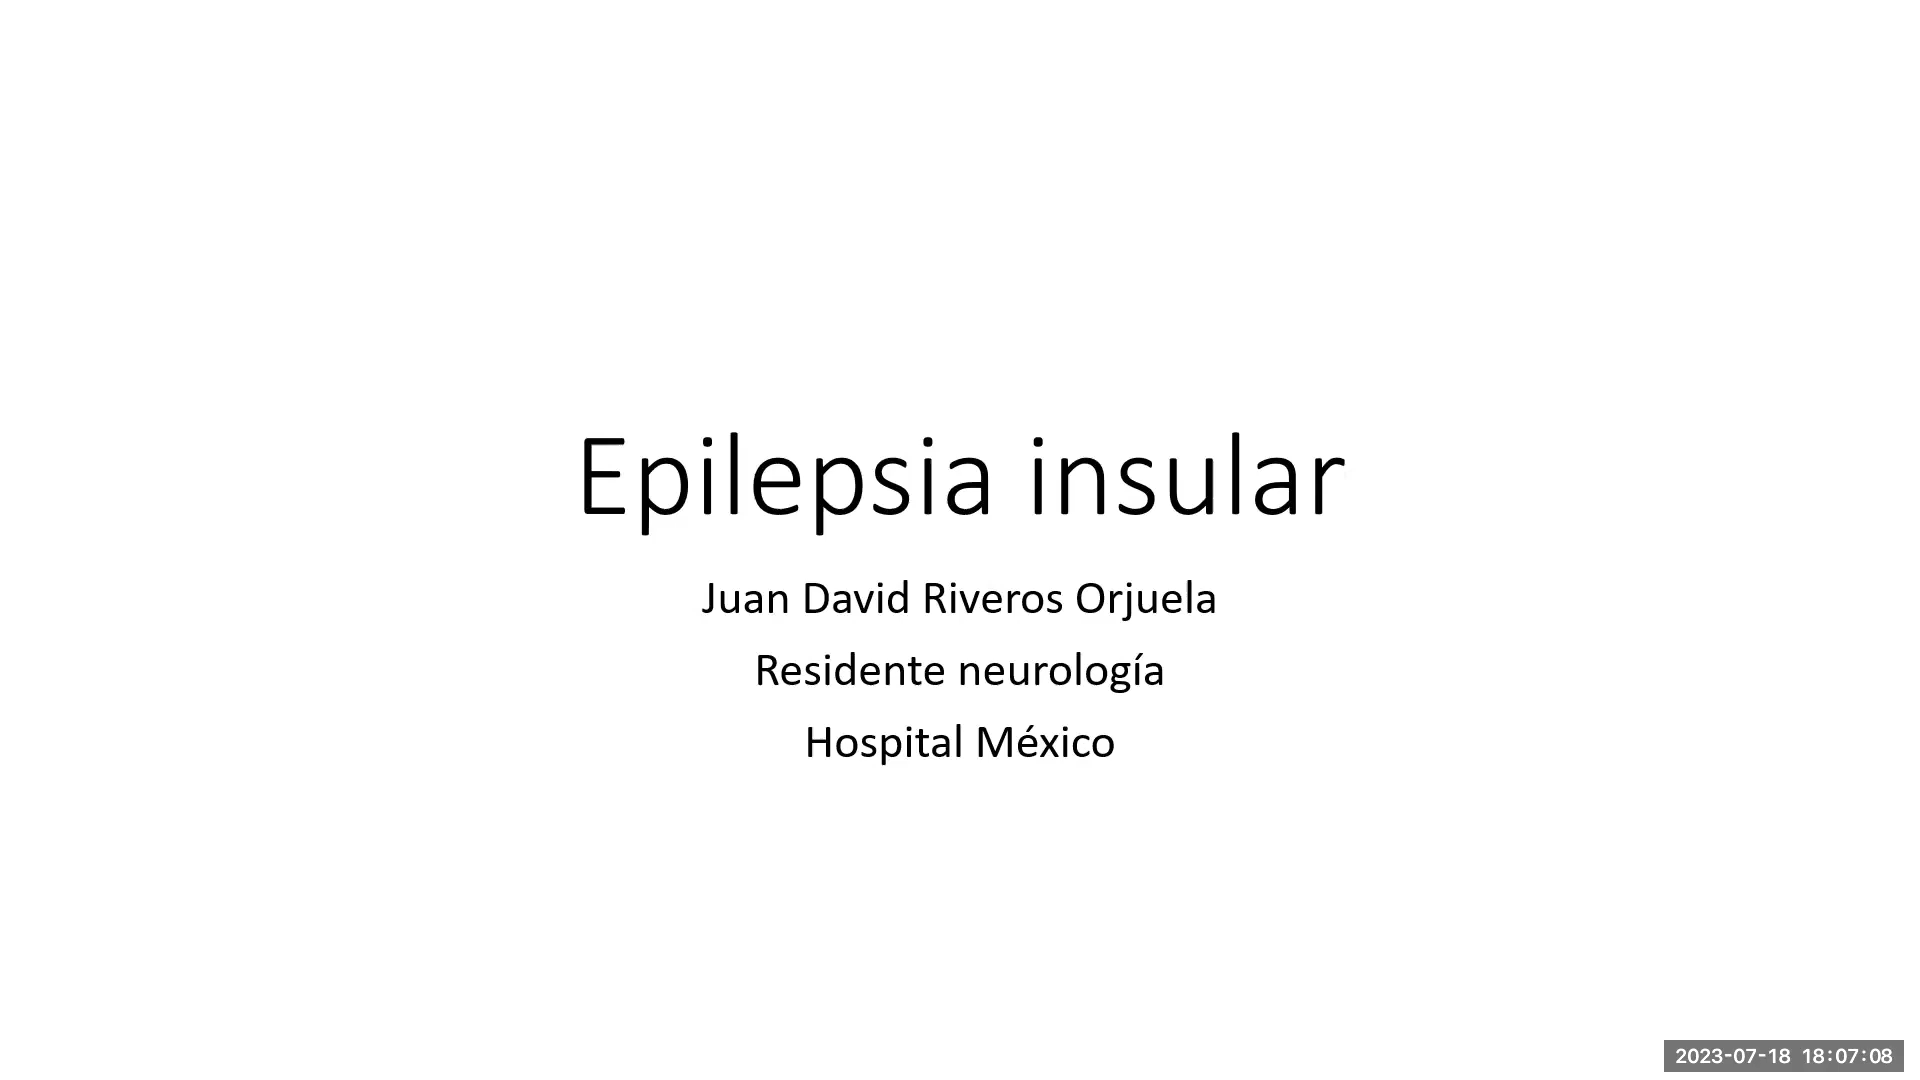 Epilepsia insular
Juan David Riveros Orjuela
Residente neurología
Hospital México
2023-07-18 18:07:08